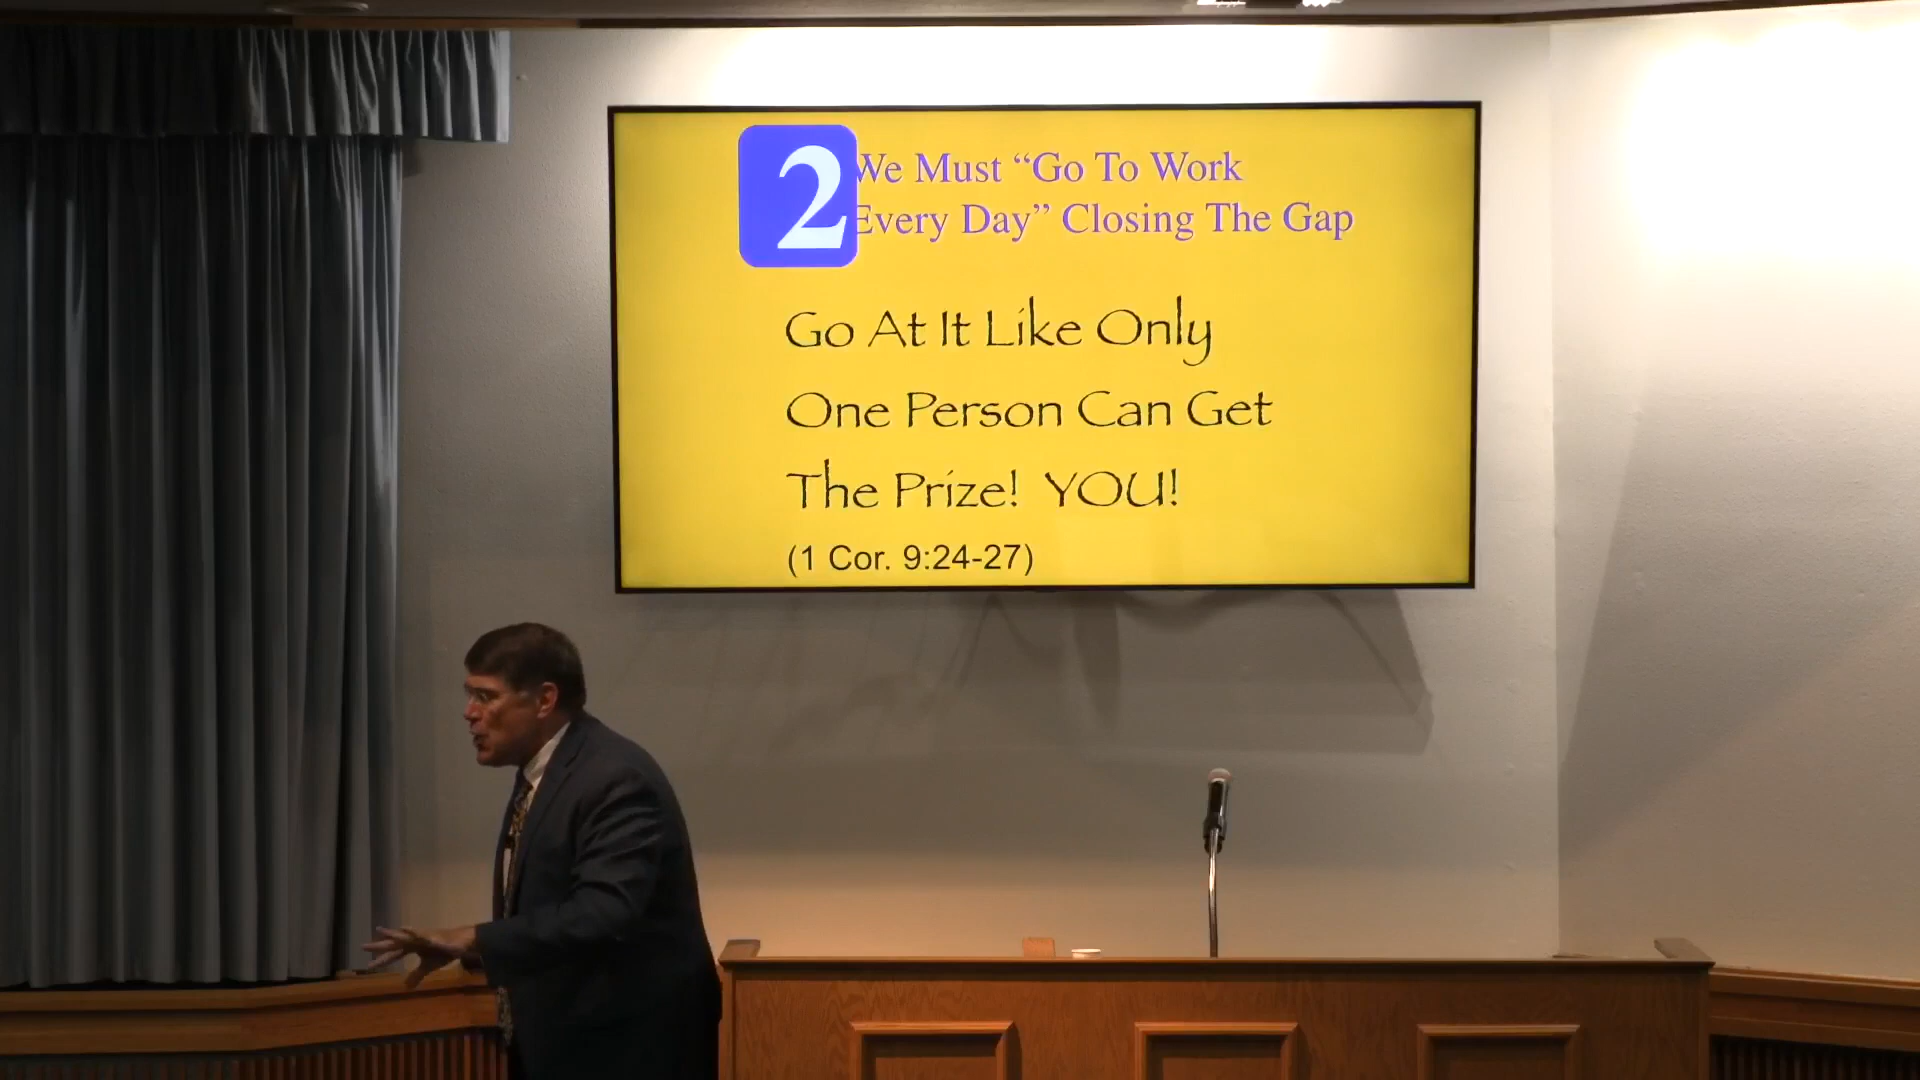 2
We Must “Go To Work
Every Day” Closing The Gap
Go At It Like Only
One Person Can Get
The Prize! YOU!
(1 Cor. 9:24-27)